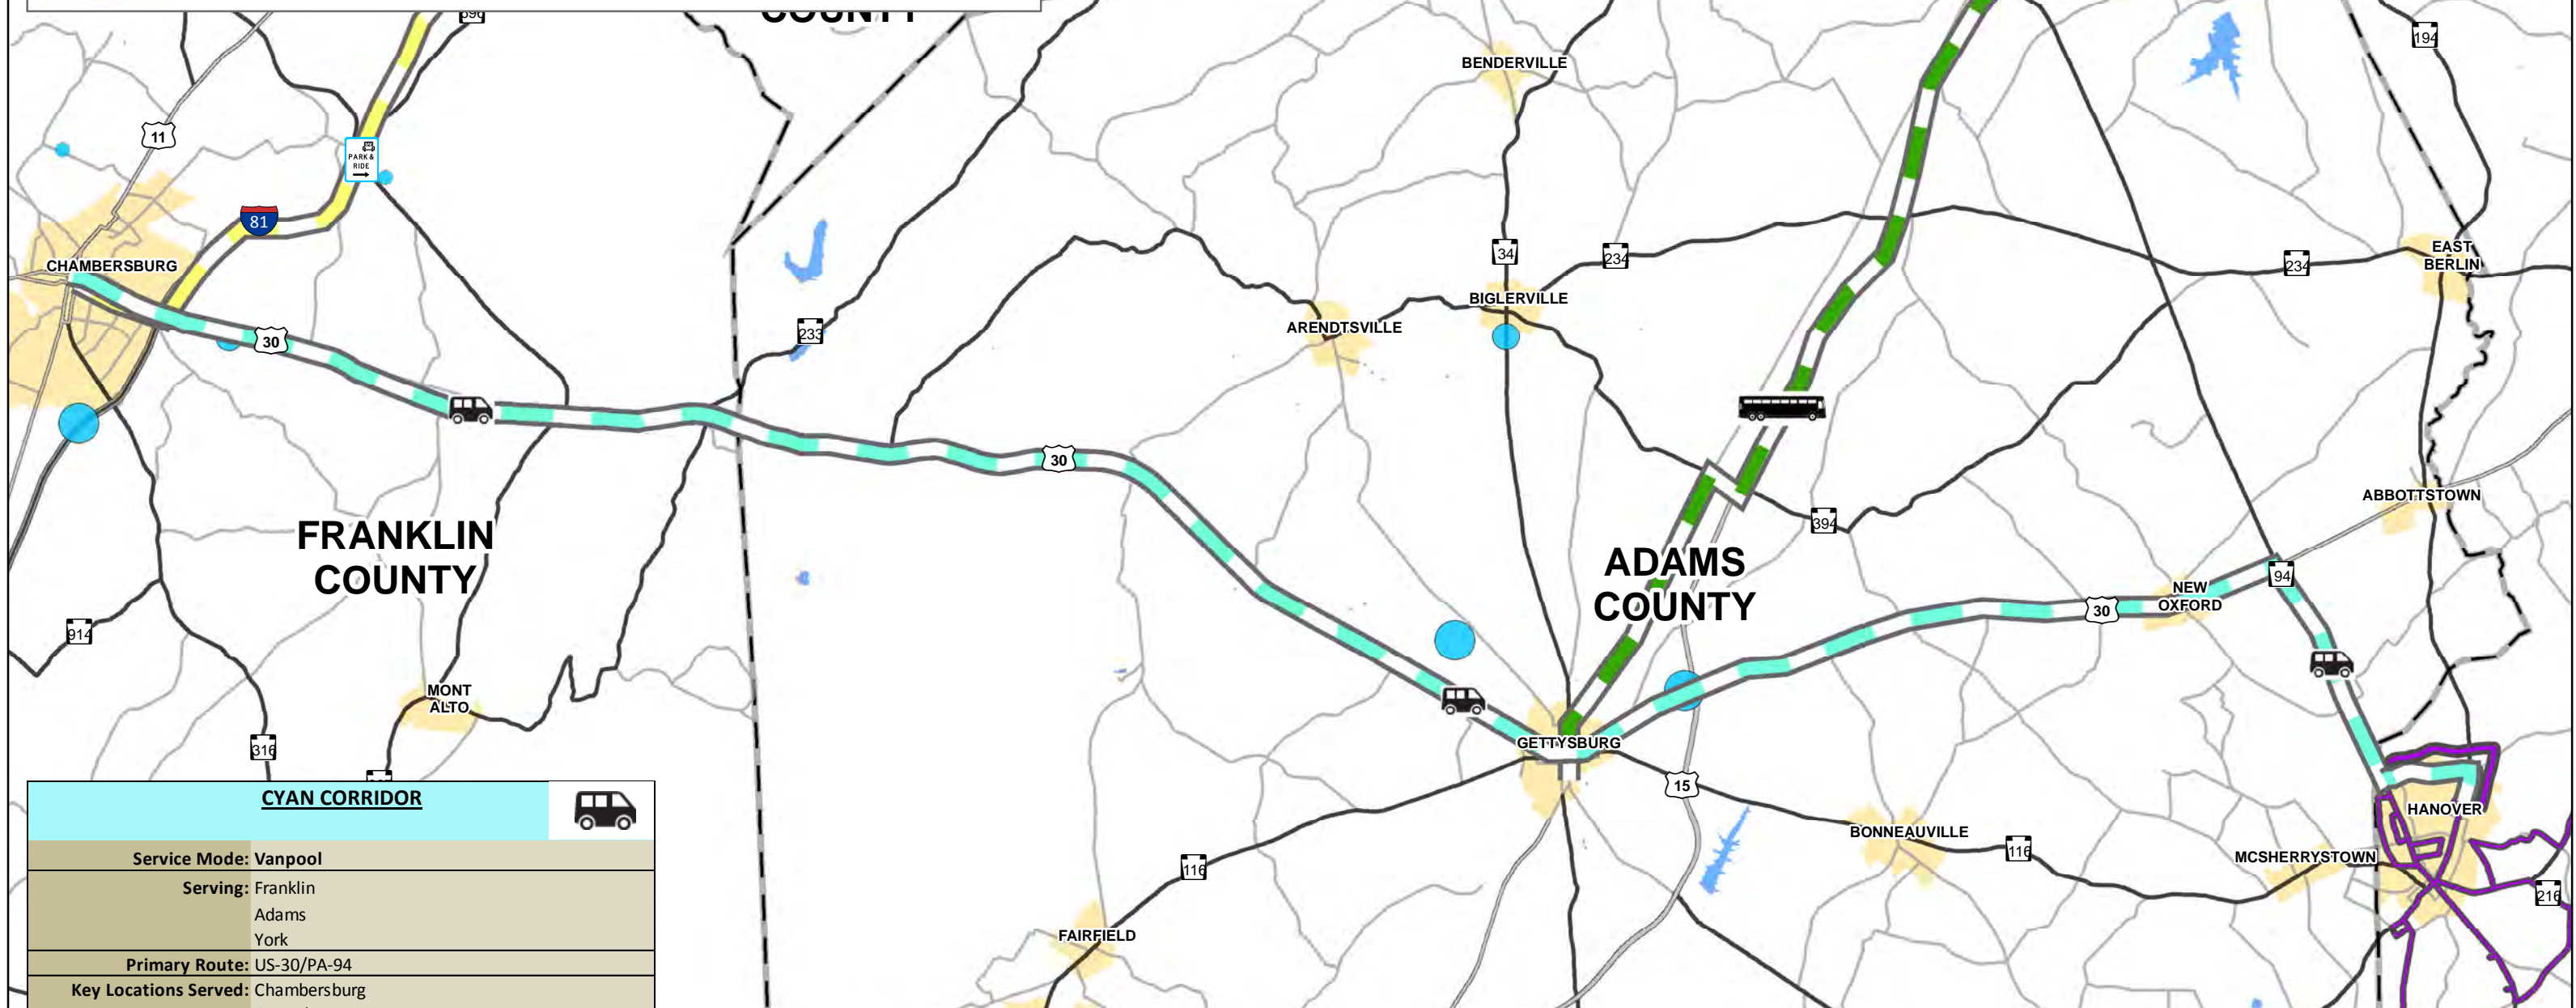 COUNTY
696
194
BENDERVILLE
11
PARK &
RIDE
81
CHAMBERSBURG
34
234
234
EAST
BERLIN
BIGLERVILLE
ARENDTSVILLE
233
30
30
ABBOTTSTOWN
394
FRANKLIN
COUNTY
ADAMS
COUNTY
94
NEW
OXFORD
30
914
MONT
ALTO
316
GETTYSBURG
15
HANOVER
BONNEAUVILLE
116
MCSHERRYSTOWN
116
216
FAIRFIELD
CYAN CORRIDOR
Service Mode: Vanpool
Serving: Franklin
Adams
York
Primary Route: US-30/PA-94
Key Locations Served: Chambersburg